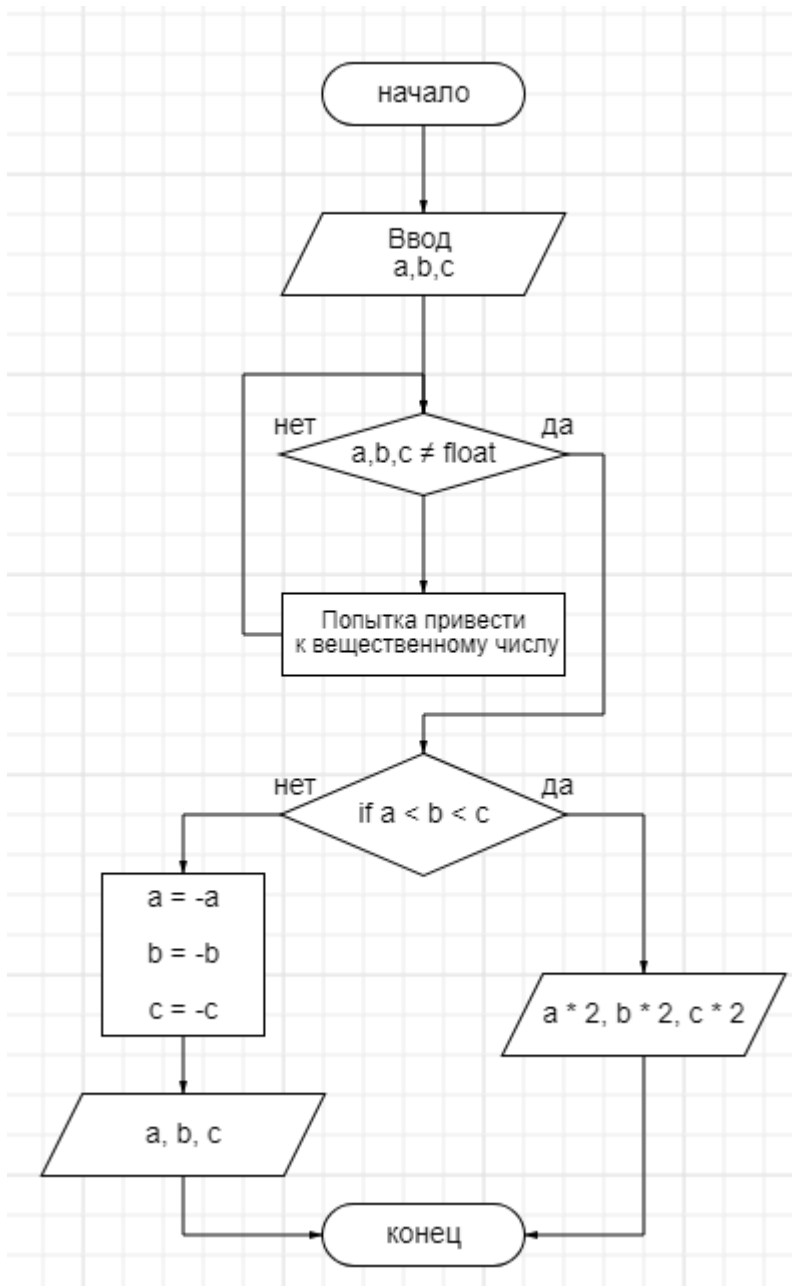 начало
Ввод
a,b,c
нет
да
a,b,c ≠ float
Попытка привести
к вещественному числу
нет
да
if a < b < c
a = -a
b = -b
c = -c
a * 2, b * 2, c * 2
a, b, c
конец